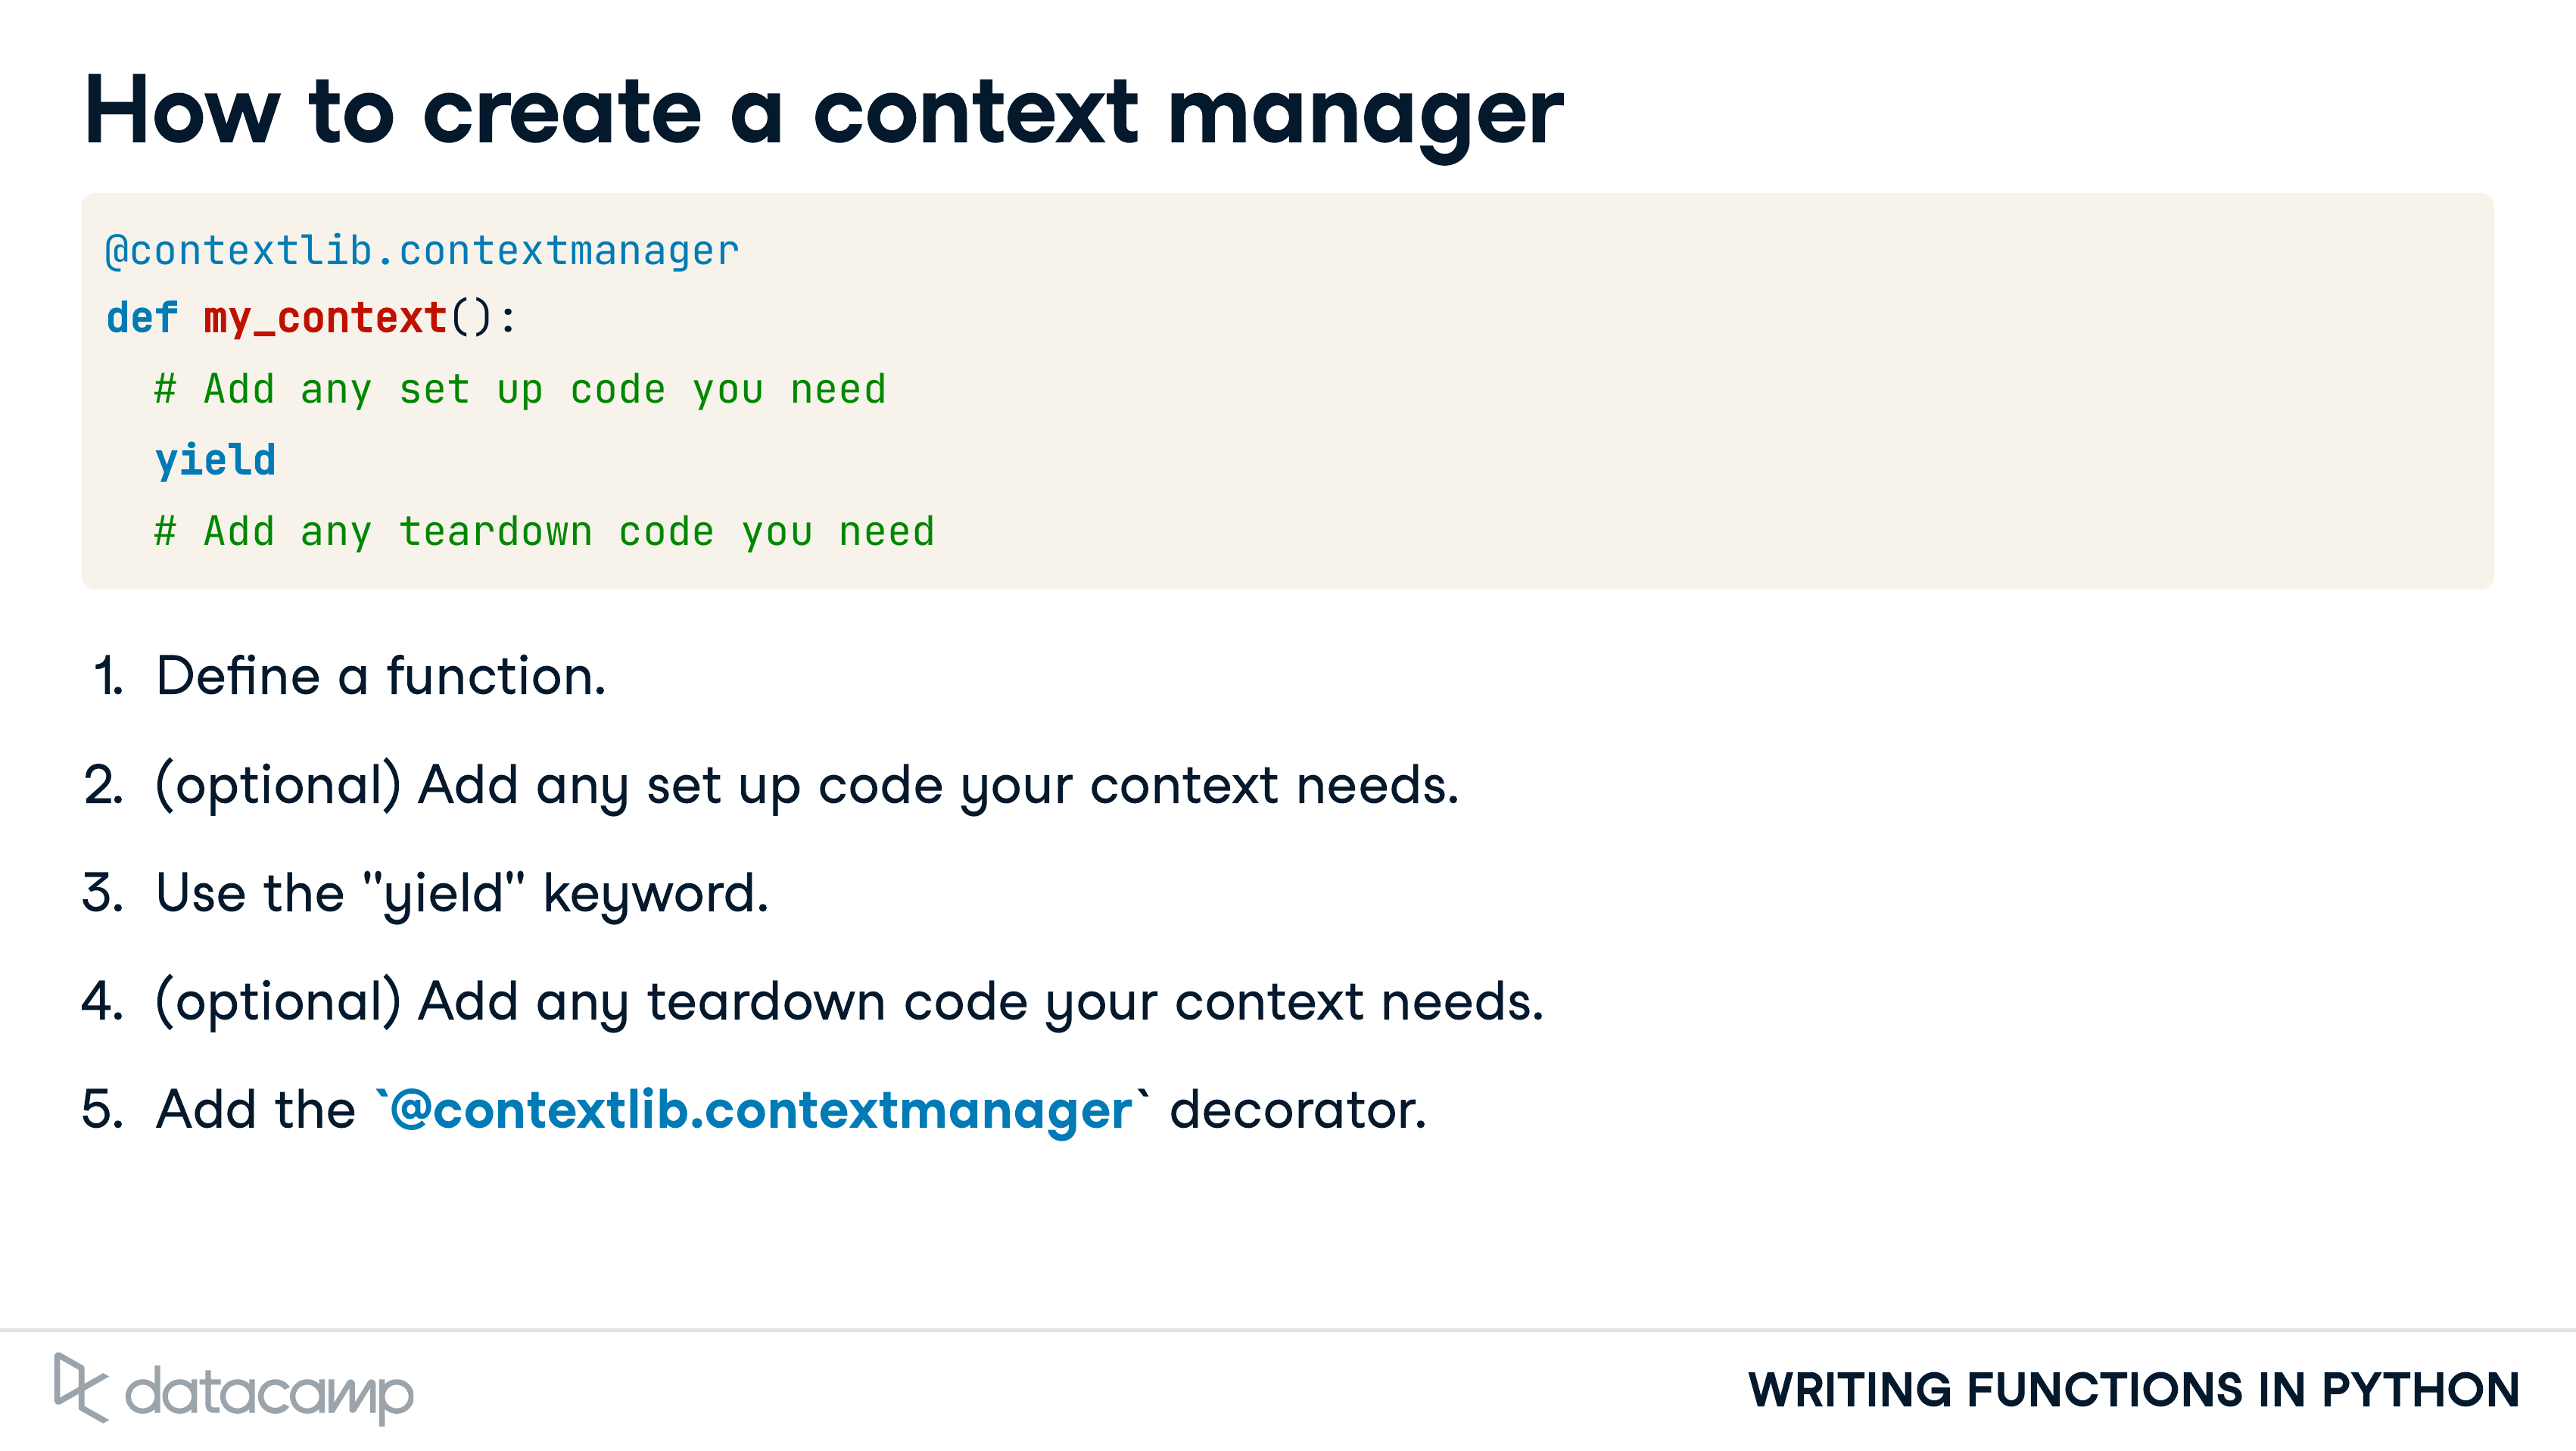 How to create a context manager
@contextlib.contextmanager
def my_context():
  # Add any set up code you need
  yield
  # Add any teardown code you need
1. Define a function.
2. (optional) Add any set up code your context needs.
3. Use the "yield" keyword.
4. (optional) Add any teardown code your context needs.
5. Add the `@contextlib.contextmanager` decorator.
datacamp
WRITING FUNCTIONS IN PYTHON